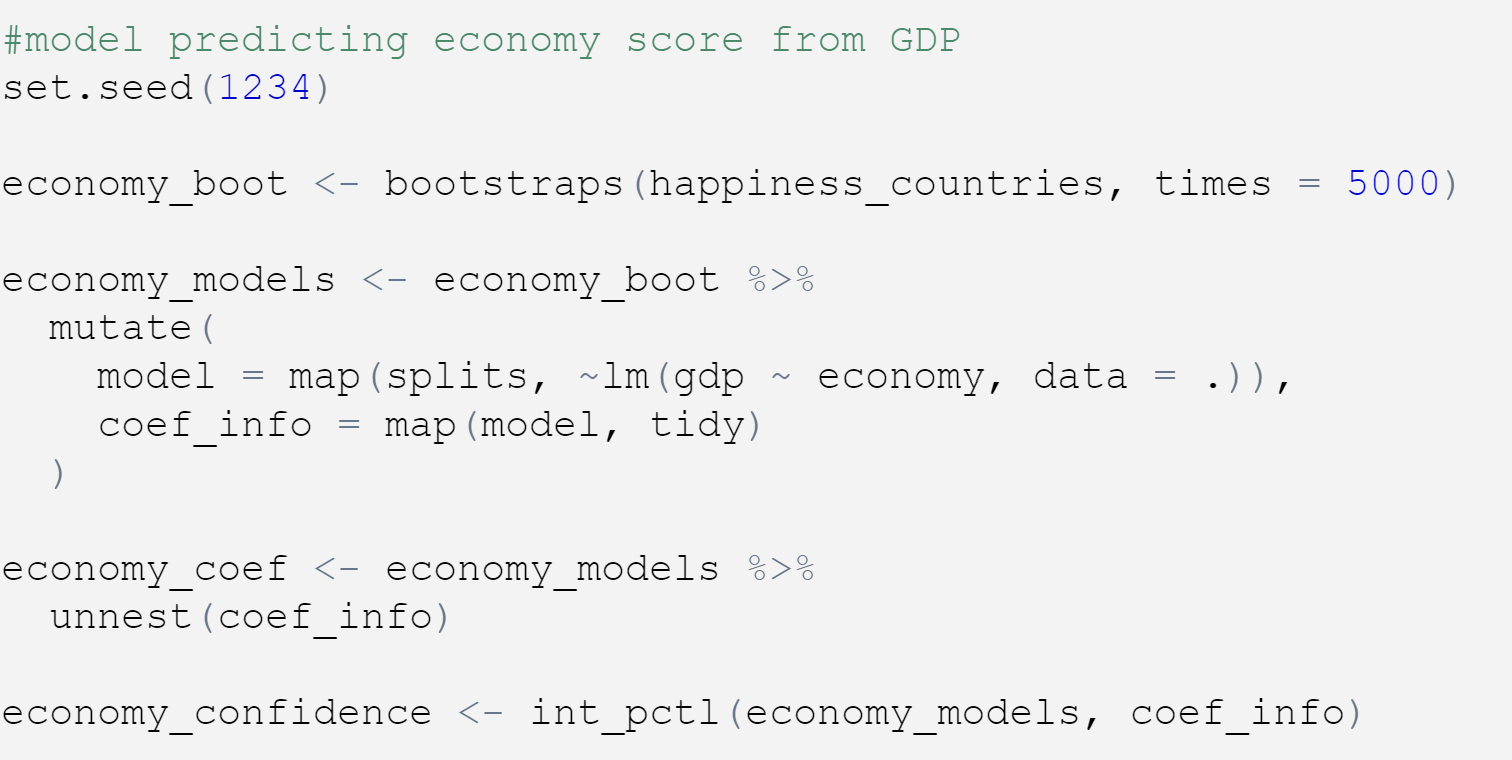 #model predicting economy score from GDP
set.seed(1234)
economy_boot <- bootstraps(happiness_countries, times = 5000)
economy_models <- economy_boot %>%
  mutate(
    model = map(splits, ~lm(gdp ~ economy, data = .)),
    coef_info = map(model, tidy)
  )
economy_coef <- economy_models %>%
  unnest(coef_info)
economy_confidence <- int_pctl(economy_models, coef_info)